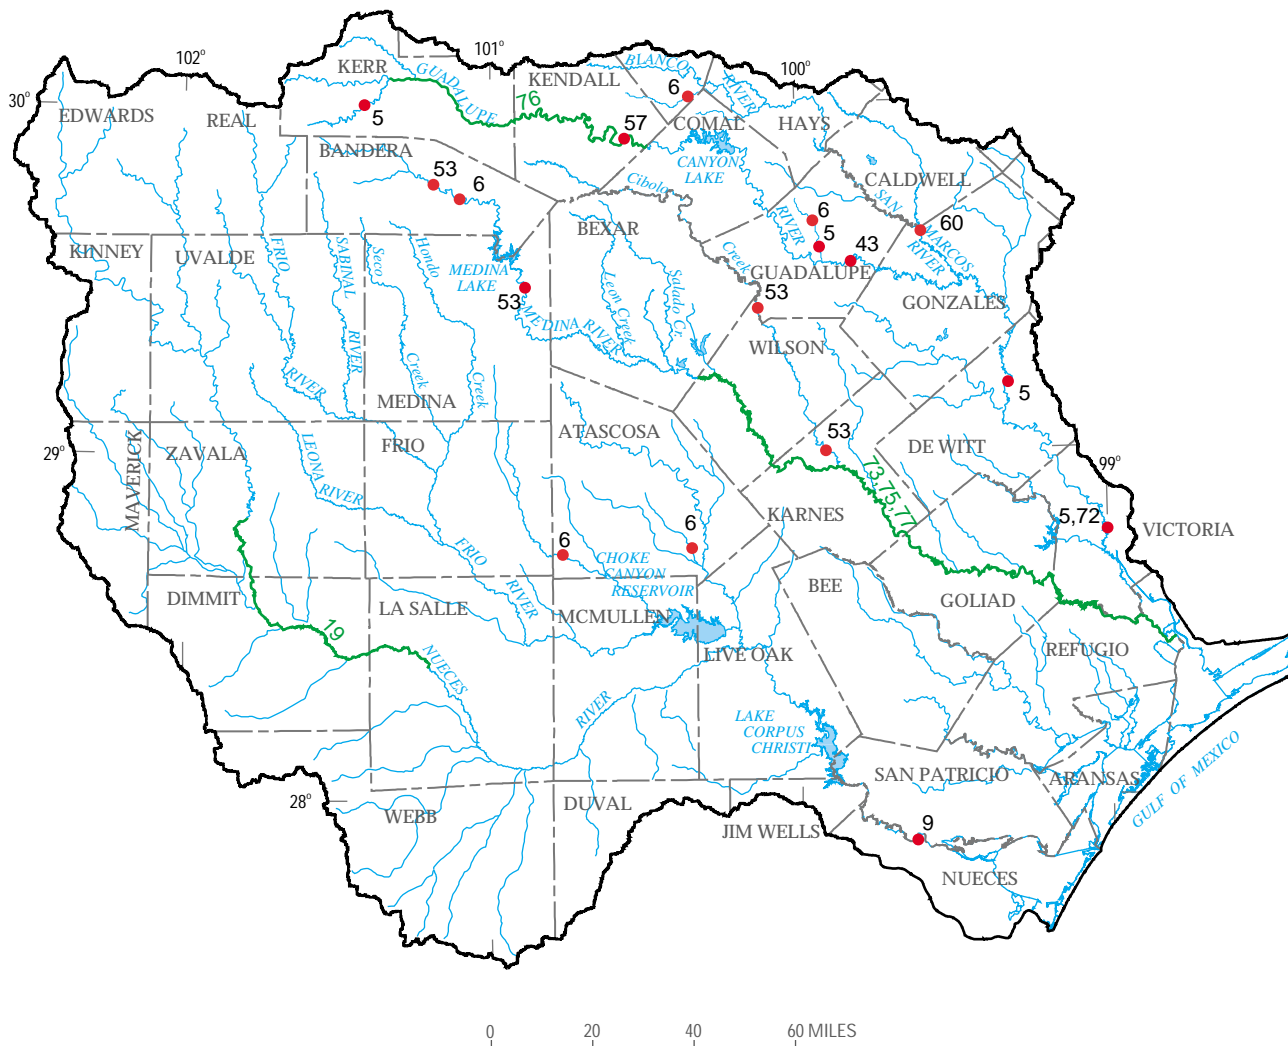 102°
101°
100°
30°
KERR
GUADALUPE
KENDALL
BLANCO
RIVER
EDWARDS
REAL
5
76
57
6
COMAL
HAYS
BANDERA
CANYON
LAKE
53
6
Cibolo
CALDWELL
SAN
MARCOS
RIVER
60
KINNEY
UVALDE
FRIO
SABINAL
RIVER
Seco
Hondo
BEXAR
6
RIVER
5
43
Creek
GUADALUPE
MEDINA
LAKE
53
MEDINA RIVER
Leon Creek
Salado Cr.
53
GONZALES
WILSON
RIVER
Creek
Creek
MEDINA
5
MAVERICK
29°
ZAVALA
LEONA
RIVER
FRIO
ATASCOSA
53
DE WITT
99°
73,75,77
KARNES
5,72
VICTORIA
FRIO
RIVER
6
6
CHOKE
CANYON
RESERVOIR
DIMMIT
LA SALLE
MCMULLEN
BEE
GOLIAD
19
NUECES
RIVER
LIVE OAK
REFUGIO
LAKE
CORPUS
CHRISTI
SAN PATRICIO
ARANSAS
GULF OF MEXICO
28°
WEBB
DUVAL
JIM WELLS
9
NUECES
0 20 40 60 MILES